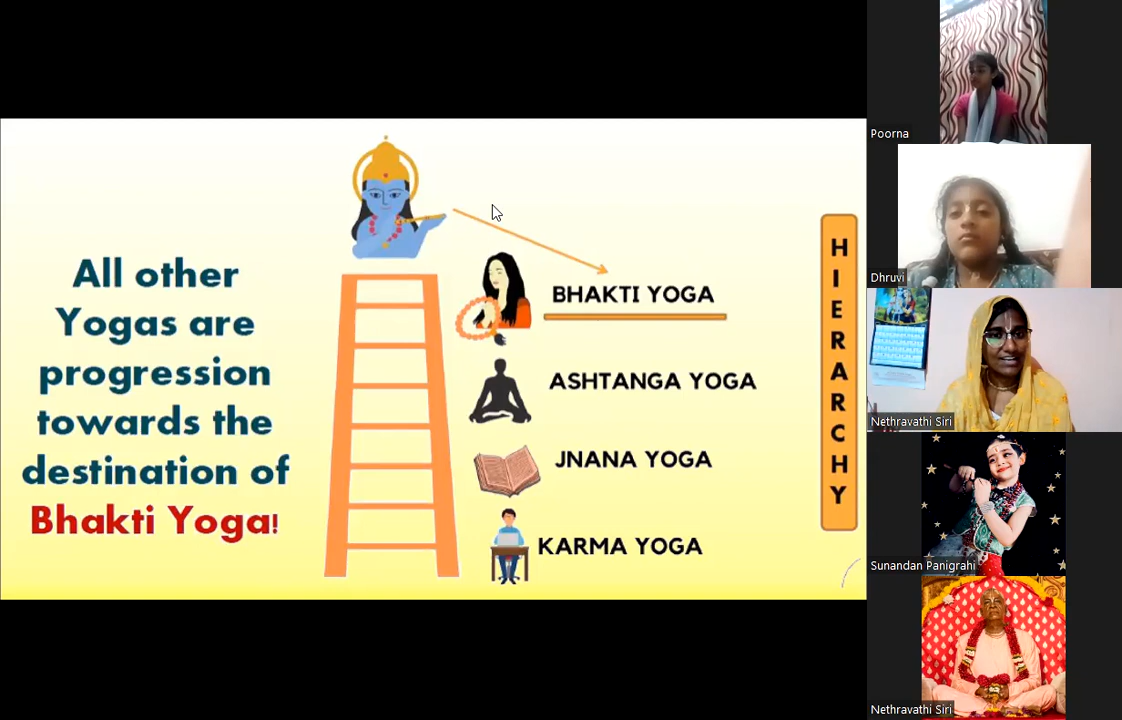 All other
Yogas are
progression
towards the
destination of
Bhakti Yoga!
BHAKTI YOGA
ASHTANGA YOGA
JNANA YOGA
KARMA YOGA
HIERARCHY
Poorna
Dhruvi
Nethravathi Siri
Sunandan Panigrahi
Nethravathi Siri